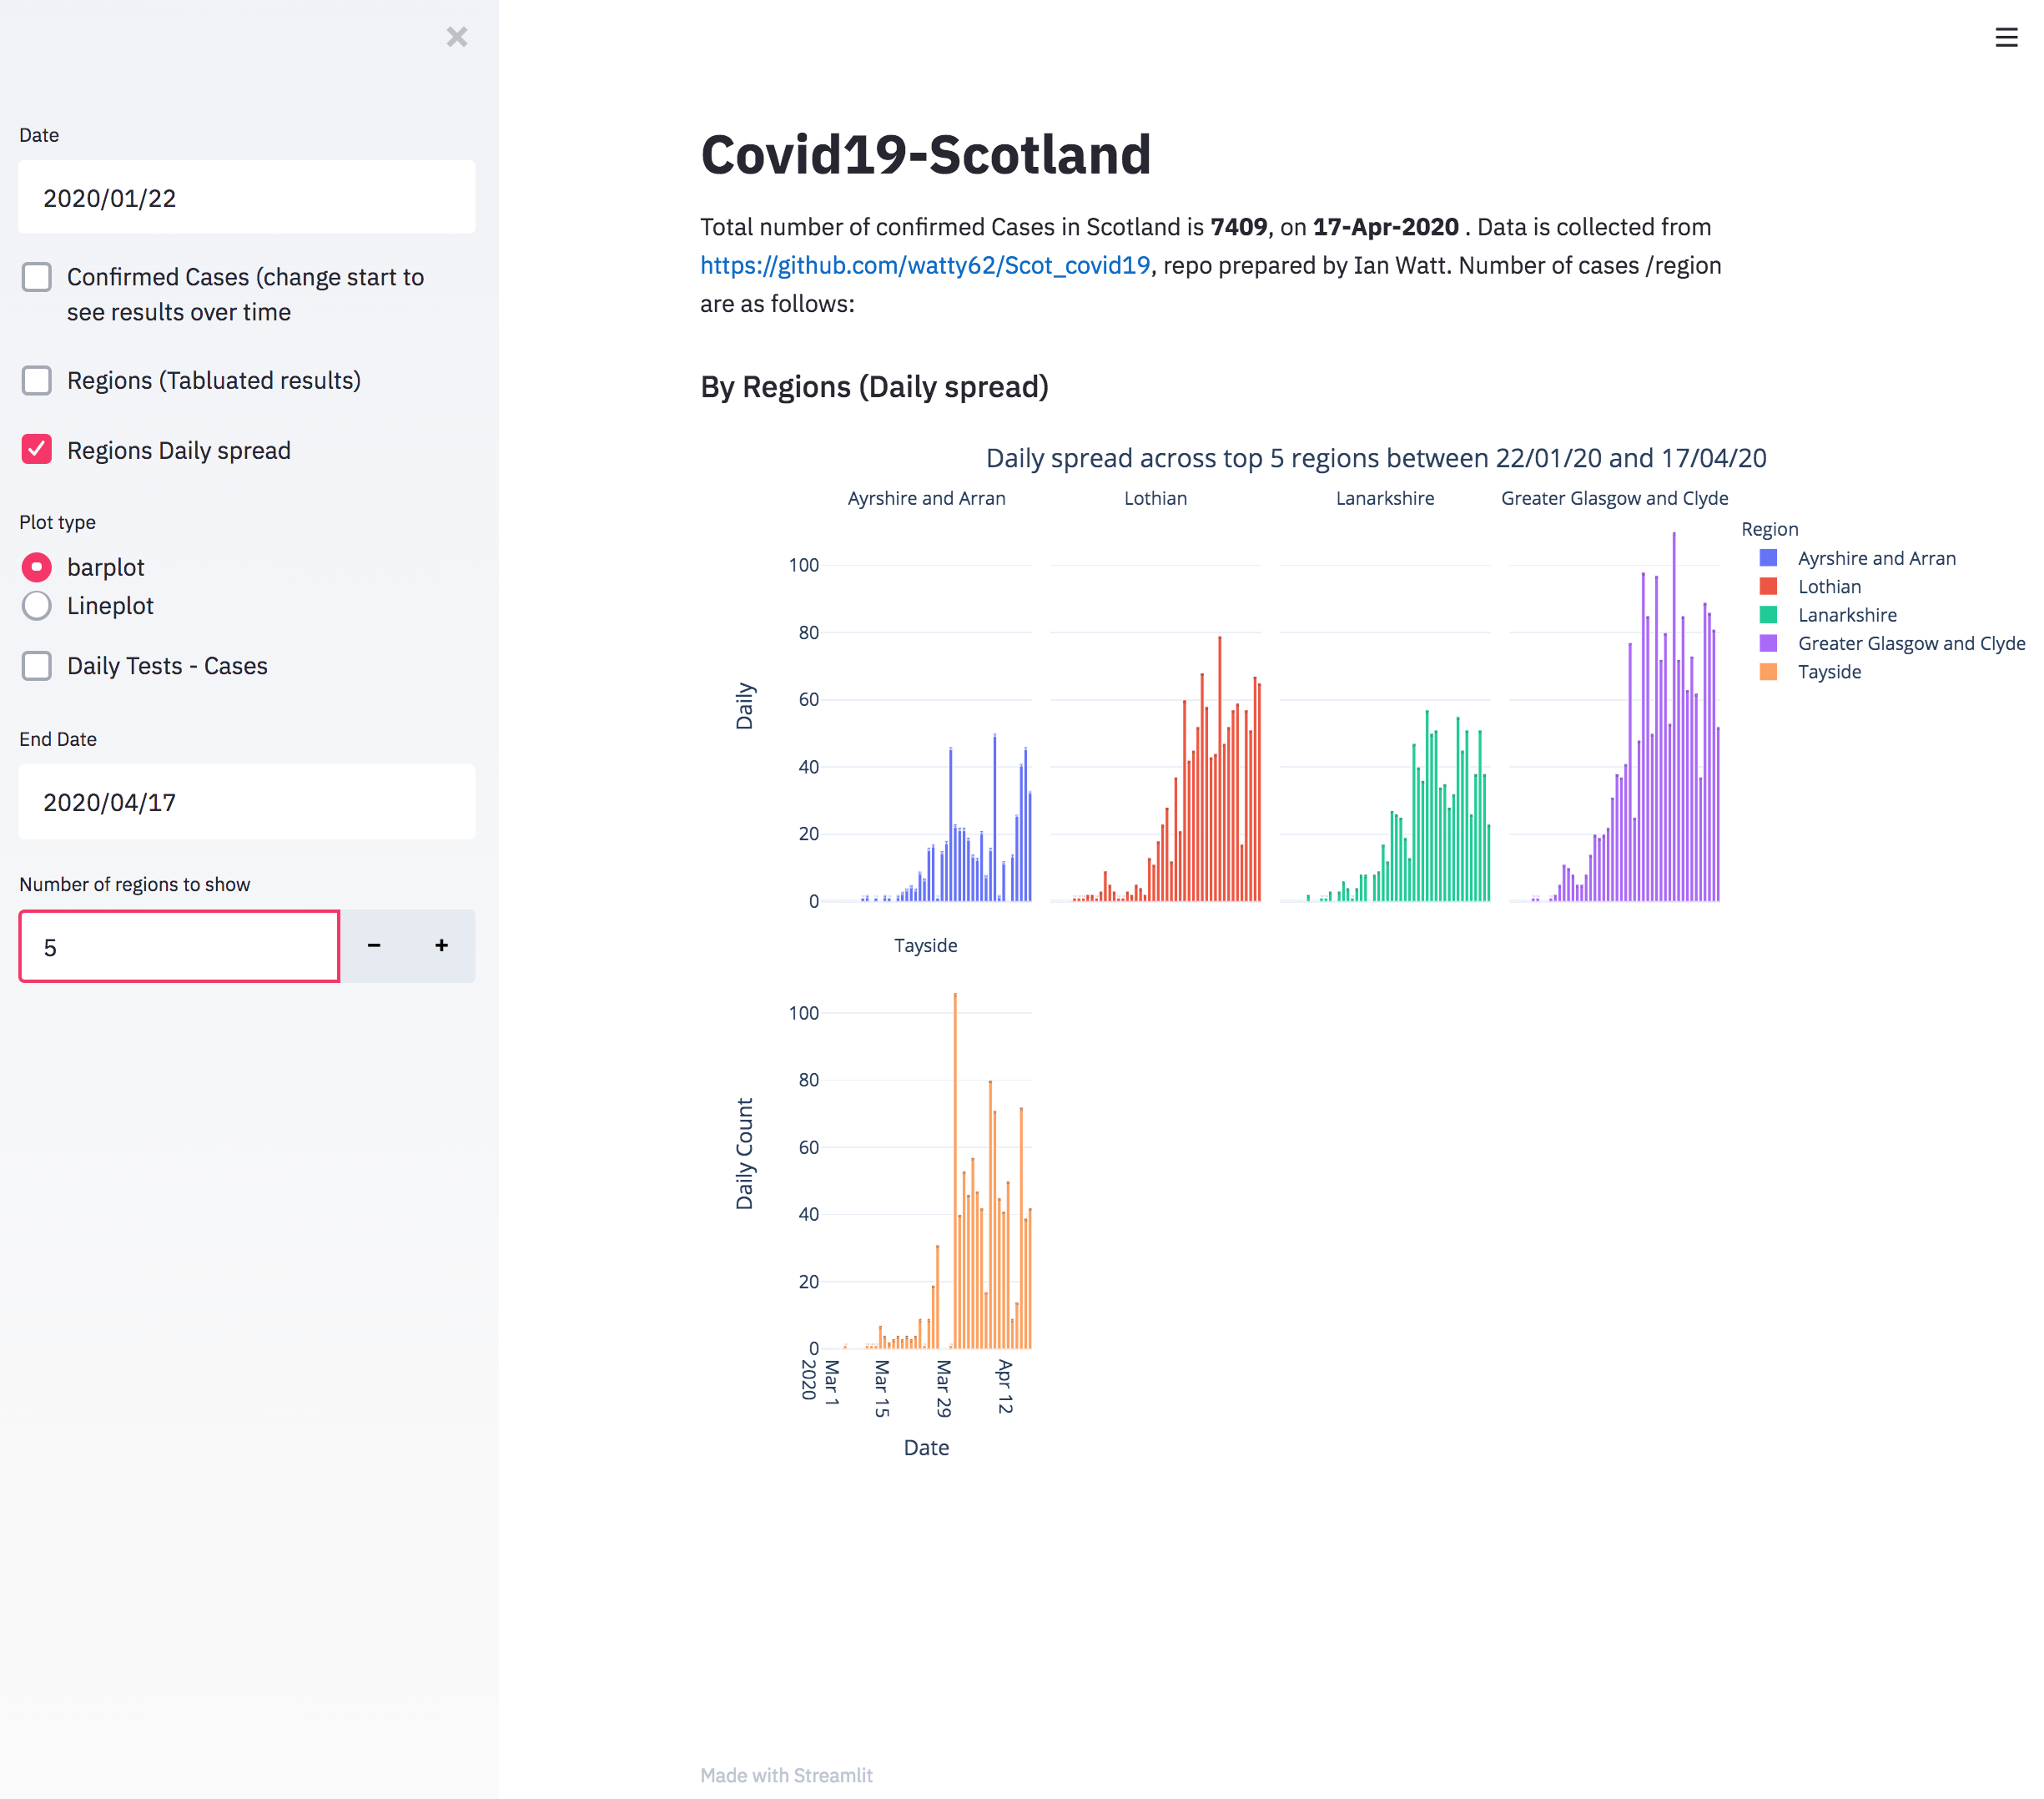 Date
2020/01/22
Confirmed Cases (change start to
see results over time
Regions (Tabluated results)
Regions Daily spread
Plot type
barplot
Lineplot
Daily Tests - Cases
End Date
2020/04/17
Number of regions to show
5
Covid19-Scotland
Total number of confirmed Cases in Scotland is 7409, on 17-Apr-2020 . Data is collected from
https://github.com/watty62/Scot_covid19, repo prepared by Ian Watt. Number of cases /region
are as follows:
By Regions (Daily spread)
Daily spread across top 5 regions between 22/01/20 and 17/04/20
Ayrshire and Arran Lothian Lanarkshire Greater Glasgow and Clyde
Region
Ayrshire and Arran
Lothian
Lanarkshire
Greater Glasgow and Clyde
Tayside
Daily
100
80
60
40
20
0
Tayside
Daily Count
100
80
60
40
20
0
Mar 1 Mar 15 Mar 29 Apr 12
2020
Date
Made with Streamlit